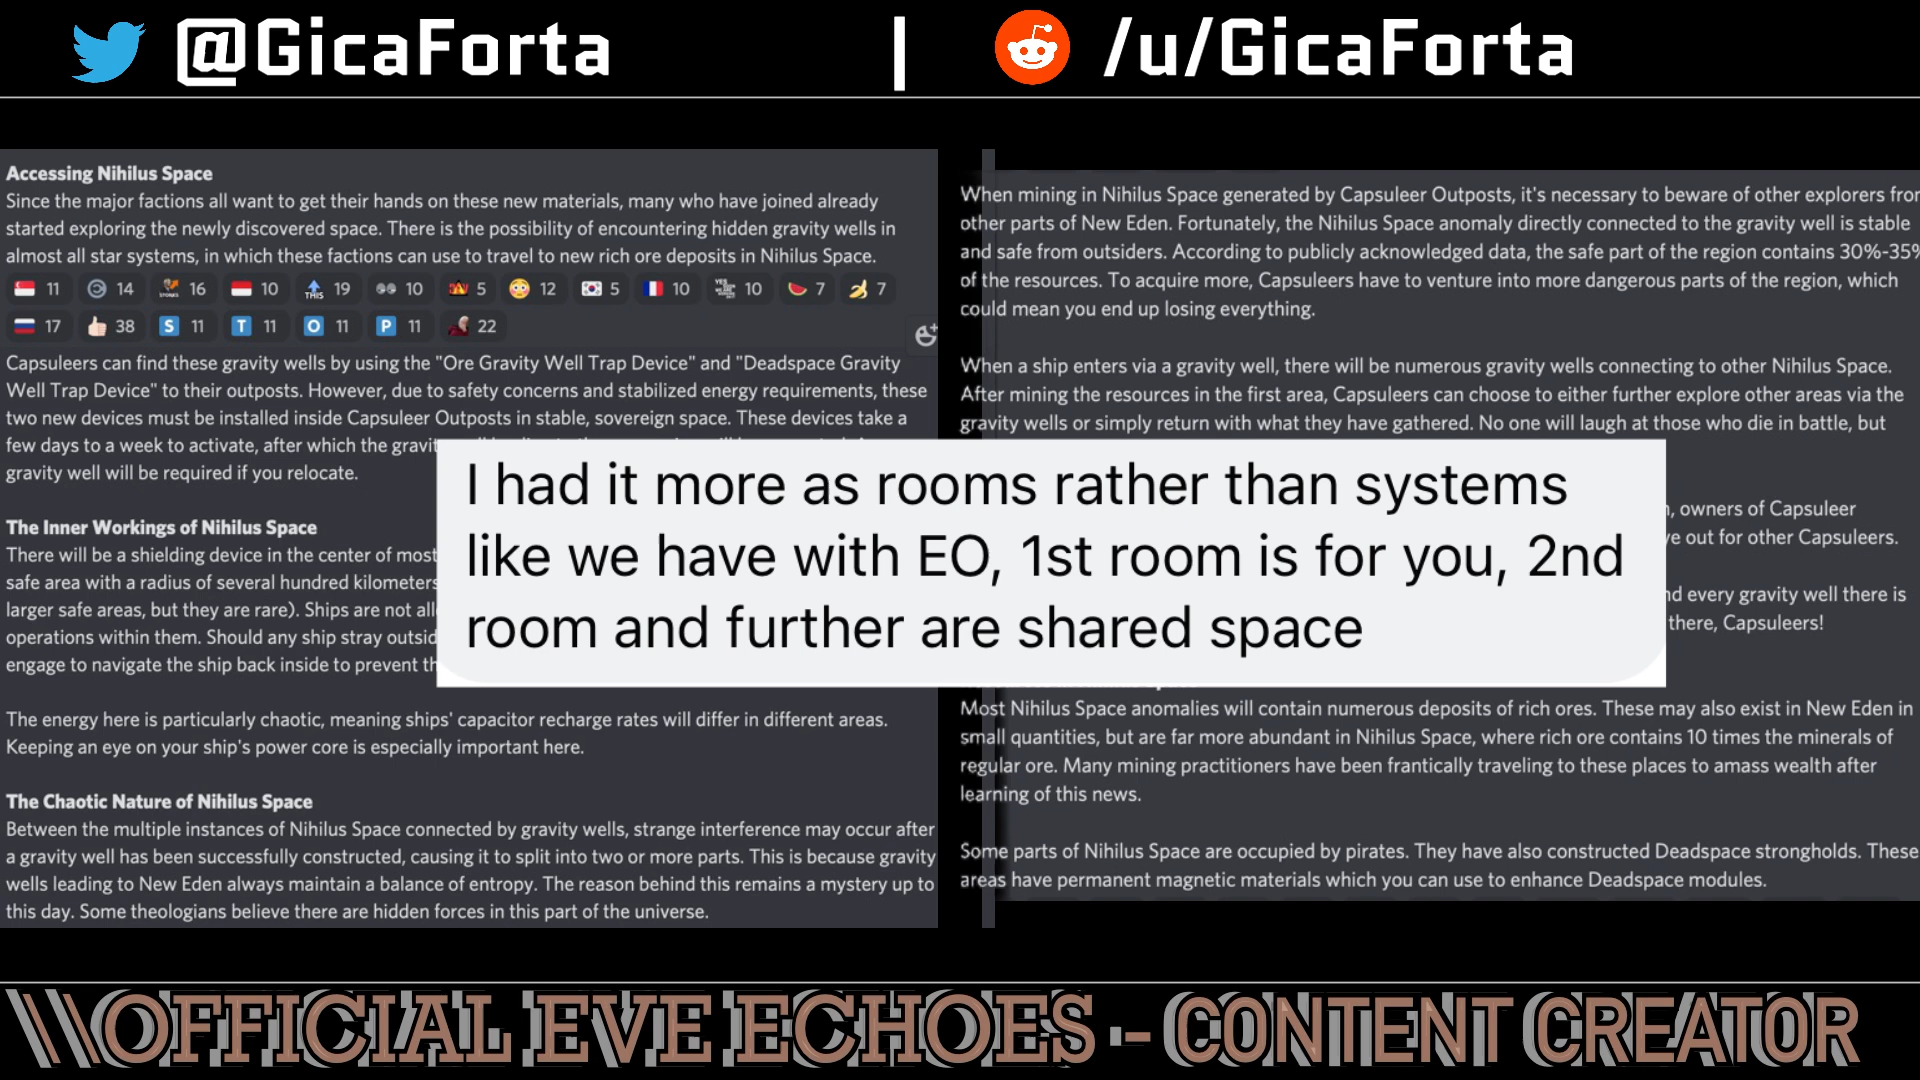 @GicaForta | /u/GicaForta
Accessing Nihilus Space
Since the major factions all want to get their hands on these new materials, many who have joined already
started exploring the newly discovered space. There is the possibility of encountering hidden gravity wells in
almost all star systems, in which these factions can use to travel to new rich ore deposits in Nihilus Space.
11 14 STONKS 16 10 THIS 19 10 5 12 5 10 10 7 7
17 38 S 11 T 11 O 11 P 11 22
Capsuleers can find these gravity wells by using the "Ore Gravity Well Trap Device" and "Deadspace Gravity
Well Trap Device" to their outposts. However, due to safety concerns and stabilized energy requirements, these
two new devices must be installed inside Capsuleer Outposts in stable, sovereign space. These devices take a
few days to a week to activate, after which the
gravity well will be required if you relocate.
The Inner Workings of Nihilus Space
There will be a shielding device in the center of most
safe area with a radius of several hundred kilometers
larger safe areas, but they are rare). Ships are not
operations within them. Should any ship stray
engage to navigate the ship back inside to prevent
The energy here is particularly chaotic, meaning ships' capacitor recharge rates will differ in different areas.
Keeping an eye on your ship's power core is especially important here.
The Chaotic Nature of Nihilus Space
Between the multiple instances of Nihilus Space connected by gravity wells, strange interference may occur after
a gravity well has been successfully constructed, causing it to split into two or more parts. This is because gravity
wells leading to New Eden always maintain a balance of entropy. The reason behind this remains a mystery up to
this day. Some theologians believe there are hidden forces in this part of the universe.
When mining in Nihilus Space generated by Capsuleer Outposts, it's necessary to beware of other explorers from
other parts of New Eden. Fortunately, the Nihilus Space anomaly directly connected to the gravity well is stable
and safe from outsiders. According to publicly acknowledged data, the safe part of the region contains 30%-35%
of the resources. To acquire more, Capsuleers have to venture into more dangerous parts of the region, which
could mean you end up losing everything.
When a ship enters via a gravity well, there will be numerous gravity wells connecting to other Nihilus Space.
After mining the resources in the first area, Capsuleers can choose to either further explore other areas via the
gravity wells or simply return with what they have gathered. No one will laugh at those who die in battle, but
owners of Capsuleer
out for other Capsuleers.
every gravity well there is
there, Capsuleers!
Most Nihilus Space anomalies will contain numerous deposits of rich ores. These may also exist in New Eden in
small quantities, but are far more abundant in Nihilus Space, where rich ore contains 10 times the minerals of
regular ore. Many mining practitioners have been frantically traveling to these places to amass wealth after
learning of this news.
Some parts of Nihilus Space are occupied by pirates. They have also constructed Deadspace strongholds. These
areas have permanent magnetic materials which you can use to enhance Deadspace modules.
I had it more as rooms rather than systems
like we have with EO, 1st room is for you, 2nd
room and further are shared space
\\OFFICIAL EVE ECHOES - CONTENT CREATOR